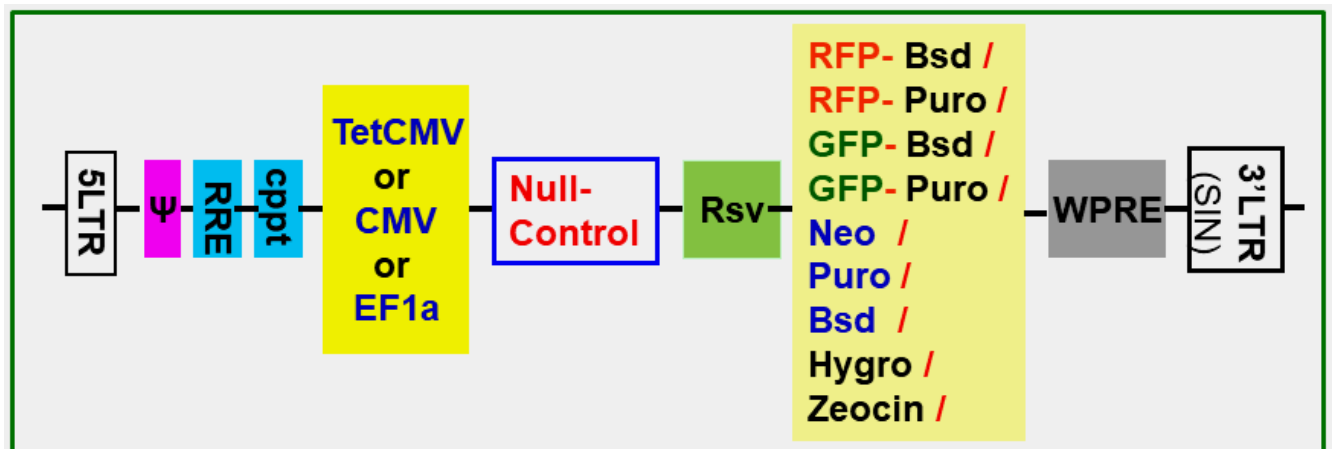 5LTR
Ψ
RRE
cppt
TetCMV
or
CMV
or
EF1a
Null-
Control
Rsv
RFP- Bsd /
RFP- Puro /
GFP- Bsd /
GFP- Puro /
Neo /
Puro /
Bsd /
Hygro /
Zeocin /
WPRE
3'LTR
(SIN)